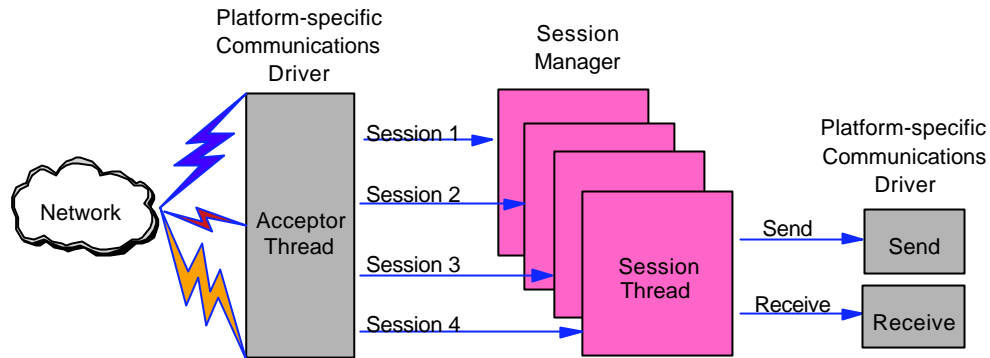 Platform-specific
Communications
Driver
Session
Manager
Platform-specific
Communications
Driver
Network
Acceptor
Thread
Session 1
Session 2
Session 3
Session 4
Session
Thread
Send
Receive
Send
Receive